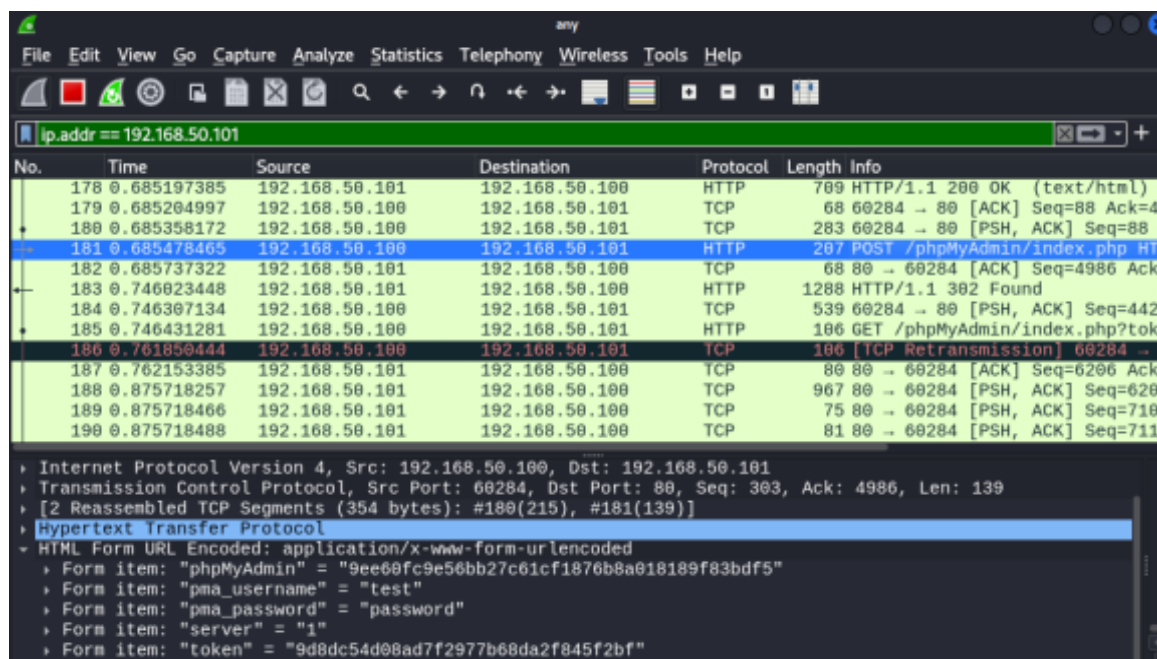 any
File Edit View Go Capture Analyze Statistics Telephony Wireless Tools Help
ip.addr == 192.168.50.101
No. Time Source Destination Protocol Length Info
178 0.685197385 192.168.50.101 192.168.50.100 HTTP 709 HTTP/1.1 200 OK (text/html)
179 0.685204997 192.168.50.100 192.168.50.101 TCP 68 60284 → 80 [ACK] Seq=88 Ack=4
180 0.685358172 192.168.50.100 192.168.50.101 TCP 283 60284 → 80 [PSH, ACK] Seq=88
181 0.685478465 192.168.50.100 192.168.50.101 HTTP 207 POST /phpMyAdmin/index.php HT
182 0.685737322 192.168.50.101 192.168.50.100 TCP 68 80 → 60284 [ACK] Seq=4986 Ack
183 0.746023448 192.168.50.101 192.168.50.100 HTTP 1288 HTTP/1.1 302 Found
184 0.746307134 192.168.50.100 192.168.50.101 TCP 539 60284 → 80 [PSH, ACK] Seq=442
185 0.746431281 192.168.50.100 192.168.50.101 HTTP 106 GET /phpMyAdmin/index.php?tok
186 0.761850444 192.168.50.100 192.168.50.101 TCP 106 [TCP Retransmission] 60284 →
187 0.762153385 192.168.50.101 192.168.50.100 TCP 80 80 → 60284 [ACK] Seq=6206 Ack
188 0.875718257 192.168.50.101 192.168.50.100 TCP 967 80 → 60284 [PSH, ACK] Seq=620
189 0.875718466 192.168.50.101 192.168.50.100 TCP 75 80 → 60284 [PSH, ACK] Seq=710
190 0.875718488 192.168.50.101 192.168.50.100 TCP 81 80 → 60284 [PSH, ACK] Seq=711
Internet Protocol Version 4, Src: 192.168.50.100, Dst: 192.168.50.101
Transmission Control Protocol, Src Port: 60284, Dst Port: 80, Seq: 303, Ack: 4986, Len: 139
[2 Reassembled TCP Segments (354 bytes): #180(215), #181(139)]
Hypertext Transfer Protocol
HTML Form URL Encoded: application/x-www-form-urlencoded
Form item: "phpMyAdmin" = "9ee60fc9e56bb27c61cf1876b8a018189f83bdf5"
Form item: "pma_username" = "test"
Form item: "pma_password" = "password"
Form item: "server" = "1"
Form item: "token" = "9d8dc54d08ad7f2977b68da2f845f2bf"